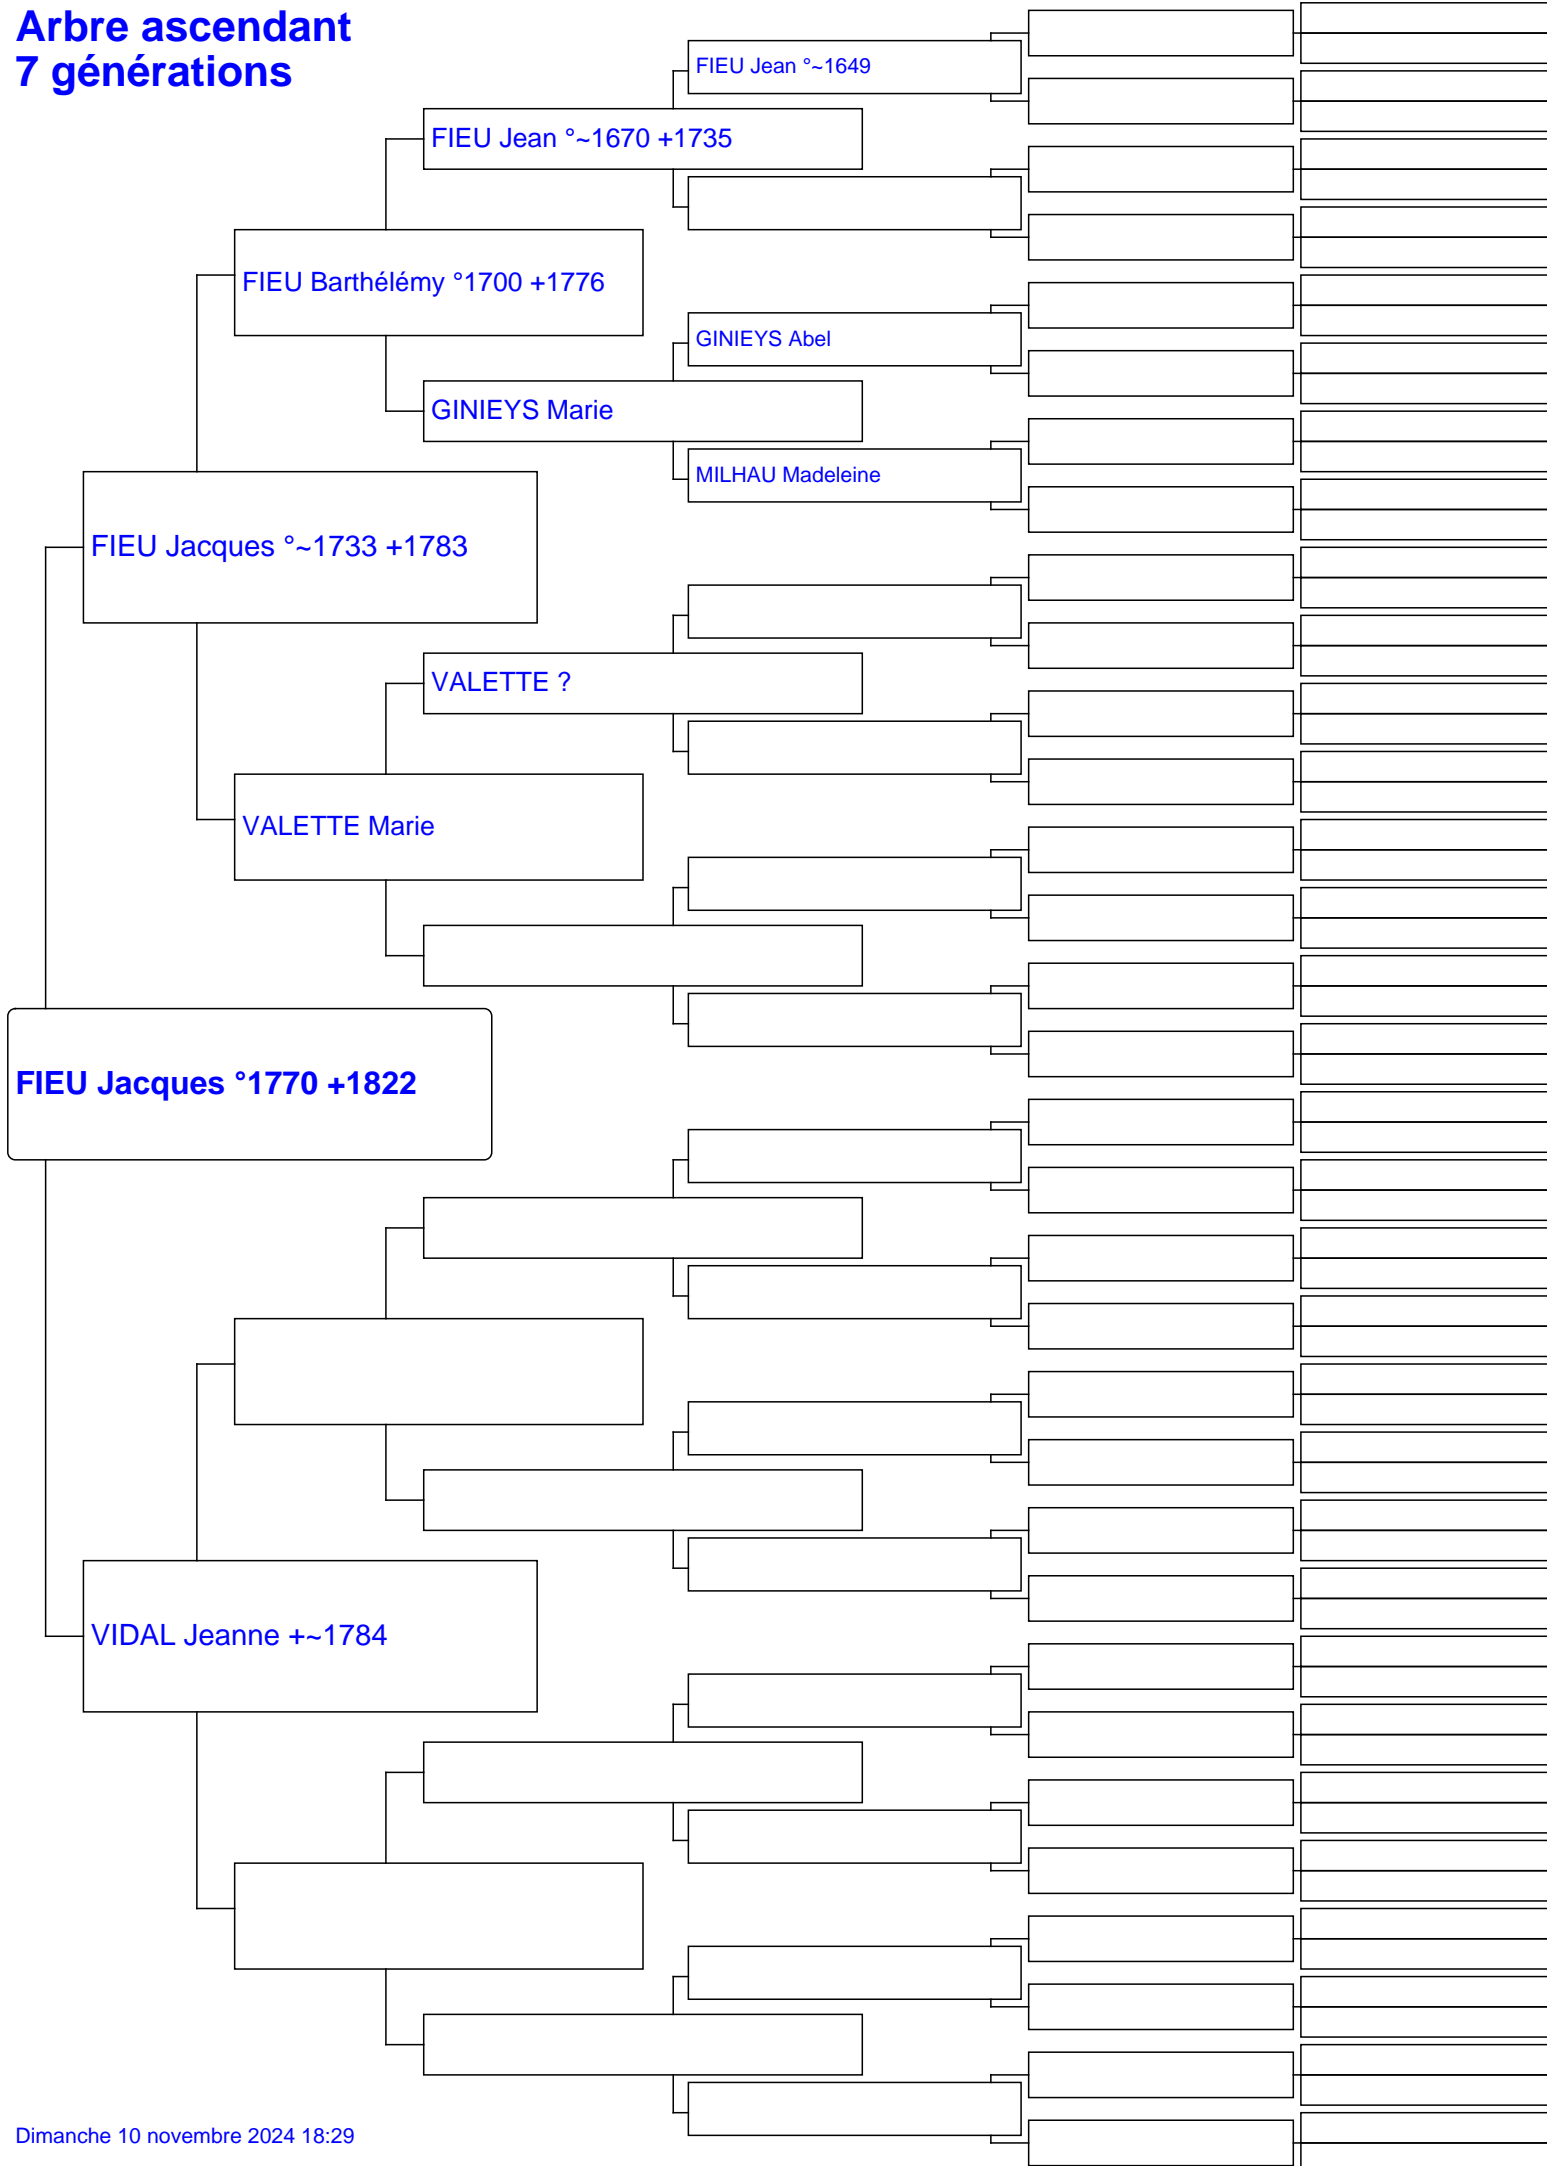 Arbre ascendant
7 générations
FIEU Jean °~1649
FIEU Jean °~1670 +1735
FIEU Barthélémy °1700 +1776
GINIEYS Abel
GINIEYS Marie
MILHAU Madeleine
FIEU Jacques °~1733 +1783
VALETTE ?
VALETTE Marie
FIEU Jacques °1770 +1822
VIDAL Jeanne +~1784
Dimanche 10 novembre 2024 18:29